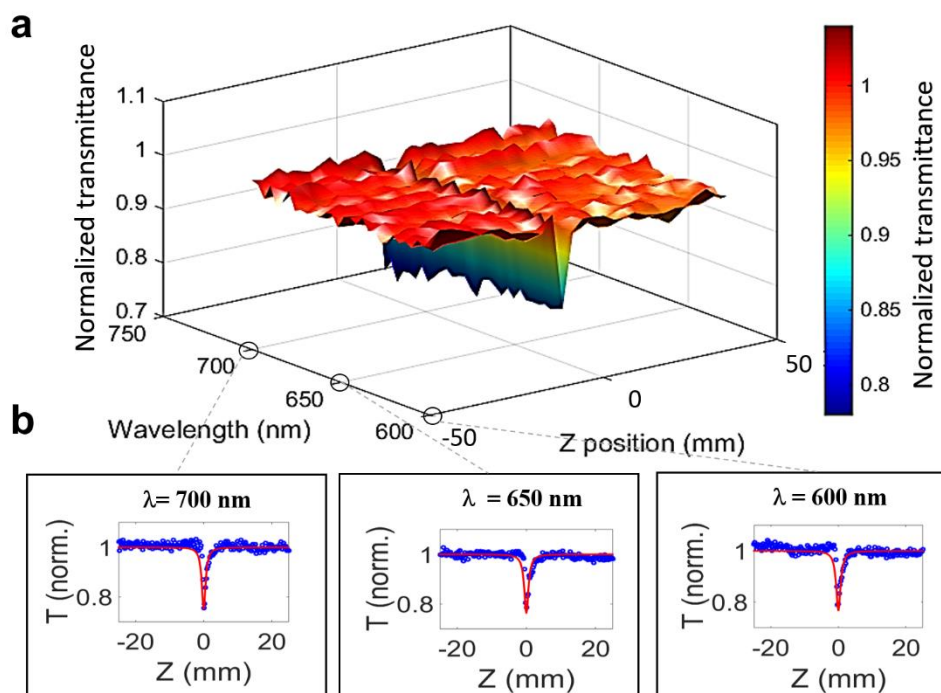 a
Normalized transmittance
1.1
1
0.9
0.8
0.7
750
700
650
600
Wavelength (nm)
-50
0
50
Z position (mm)
1
0.95
0.9
0.85
0.8
Normalized transmittance
b
λ= 700 nm
T (norm.)
1
0.8
-20 0 20
Z (mm)
λ = 650 nm
T (norm.)
1
0.8
-20 0 20
Z (mm)
λ = 600 nm
T (norm.)
1
0.8
-20 0 20
Z (mm)